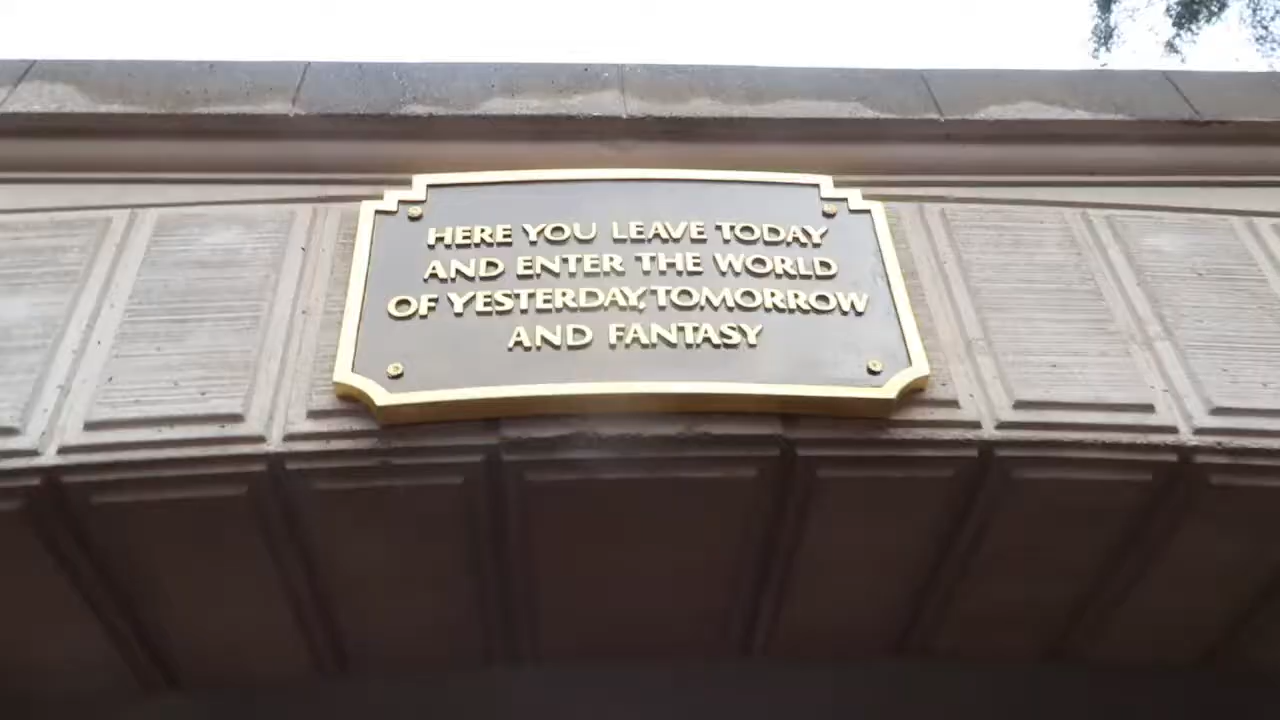 HERE YOU LEAVE TODAY
AND ENTER THE WORLD
OF YESTERDAY, TOMORROW
AND FANTASY